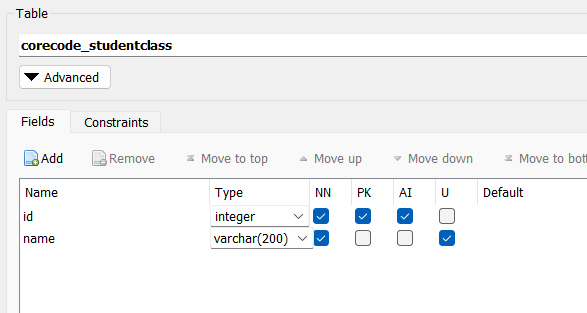 Table
corecode_studentclass
Advanced
Fields Constraints
Add Remove Move to top Move up Move down Move to bott
Name Type NN PK AI U Default
id integer
name varchar(200)